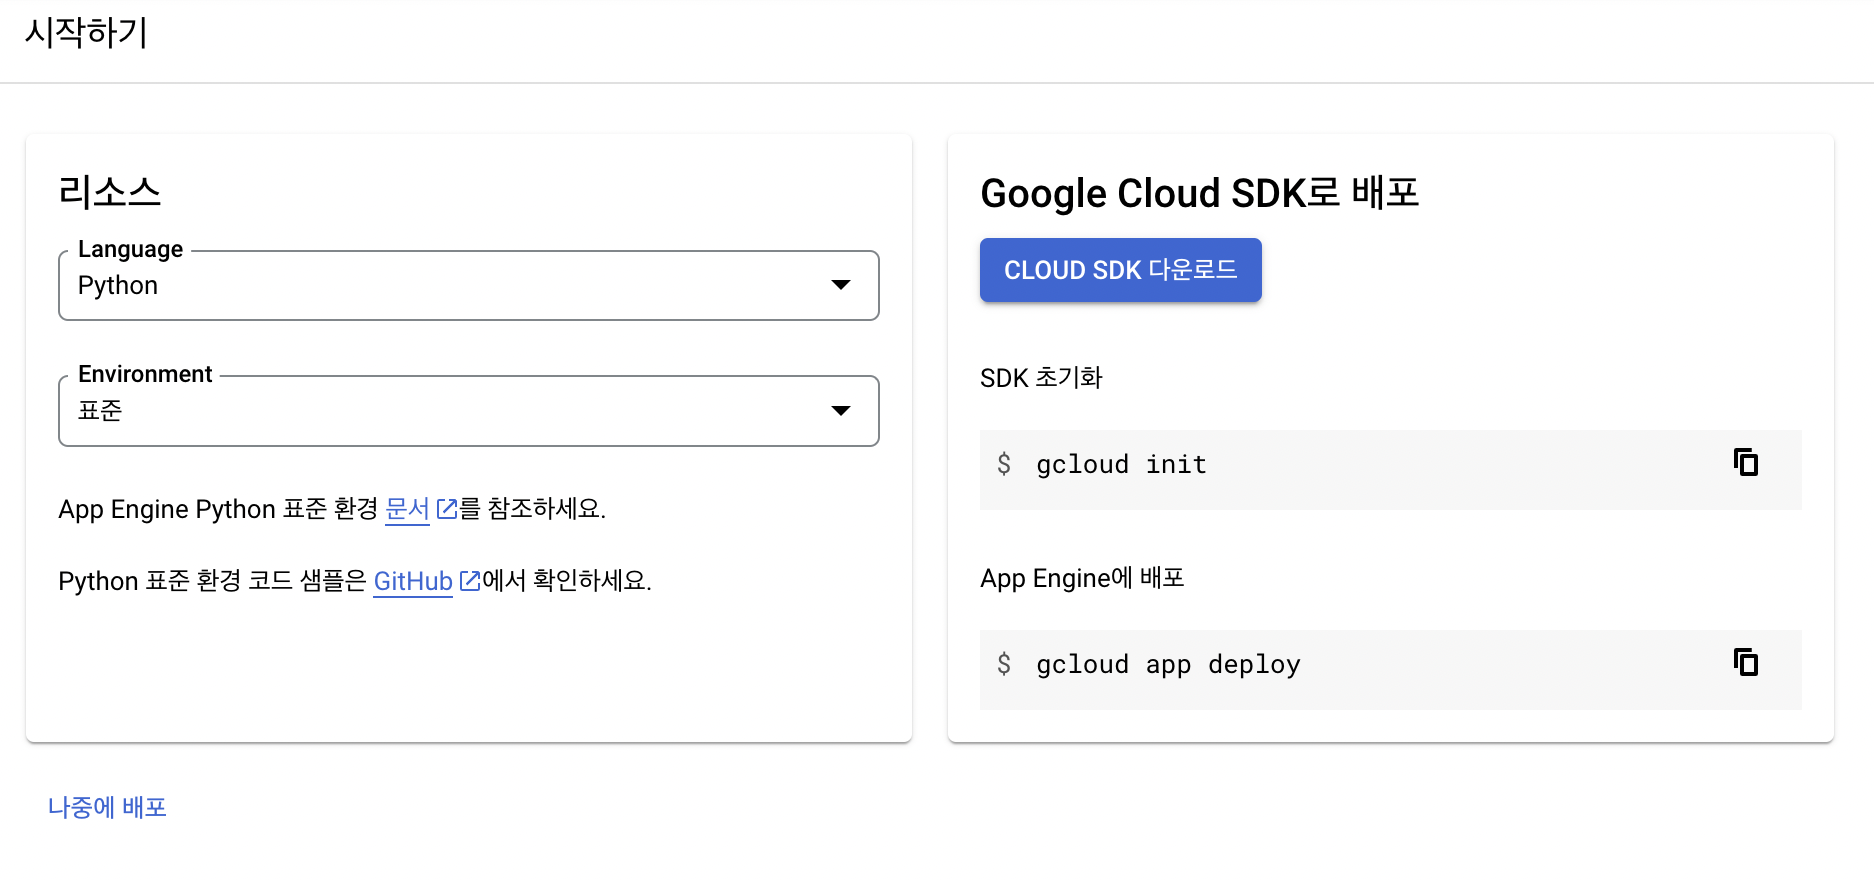 시작하기
리소스
Language
Python
Environment
표준
App Engine Python 표준 환경 문서를 참조하세요.
Python 표준 환경 코드 샘플은 GitHub에서 확인하세요.
Google Cloud SDK로 배포
CLOUD SDK 다운로드
SDK 초기화
$ gcloud init
App Engine에 배포
$ gcloud app deploy
나중에 배포